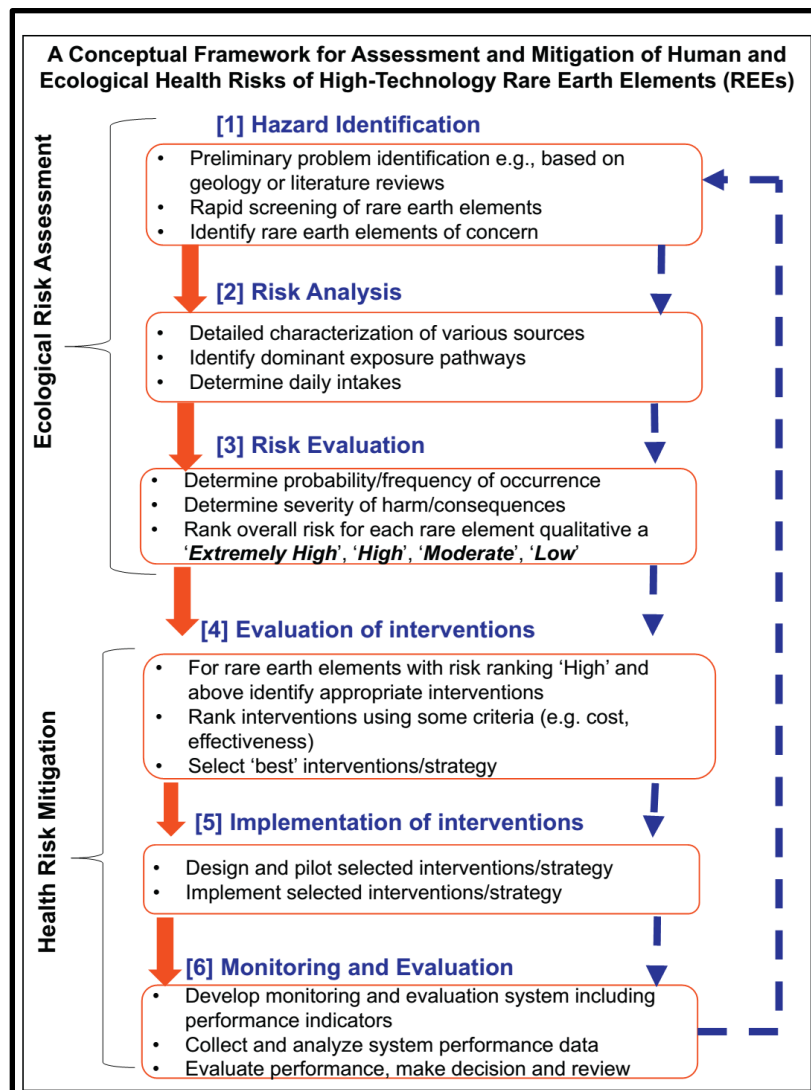 A Conceptual Framework for Assessment and Mitigation of Human and
Ecological Health Risks of High-Technology Rare Earth Elements (REEs)
Ecological Risk Assessment
[1] Hazard Identification
• Preliminary problem identification e.g., based on
geology or literature reviews
• Rapid screening of rare earth elements
• Identify rare earth elements of concern
[2] Risk Analysis
• Detailed characterization of various sources
• Identify dominant exposure pathways
• Determine daily intakes
[3] Risk Evaluation
• Determine probability/frequency of occurrence
• Determine severity of harm/consequences
• Rank overall risk for each rare element qualitative a
‘Extremely High’, ‘High’, ‘Moderate’, ‘Low’
Health Risk Mitigation
[4] Evaluation of interventions
• For rare earth elements with risk ranking ‘High’ and
above identify appropriate interventions
• Rank interventions using some criteria (e.g. cost,
effectiveness)
• Select ‘best’ interventions/strategy
[5] Implementation of interventions
• Design and pilot selected interventions/strategy
• Implement selected interventions/strategy
[6] Monitoring and Evaluation
• Develop monitoring and evaluation system including
performance indicators
• Collect and analyze system performance data
• Evaluate performance, make decision and review